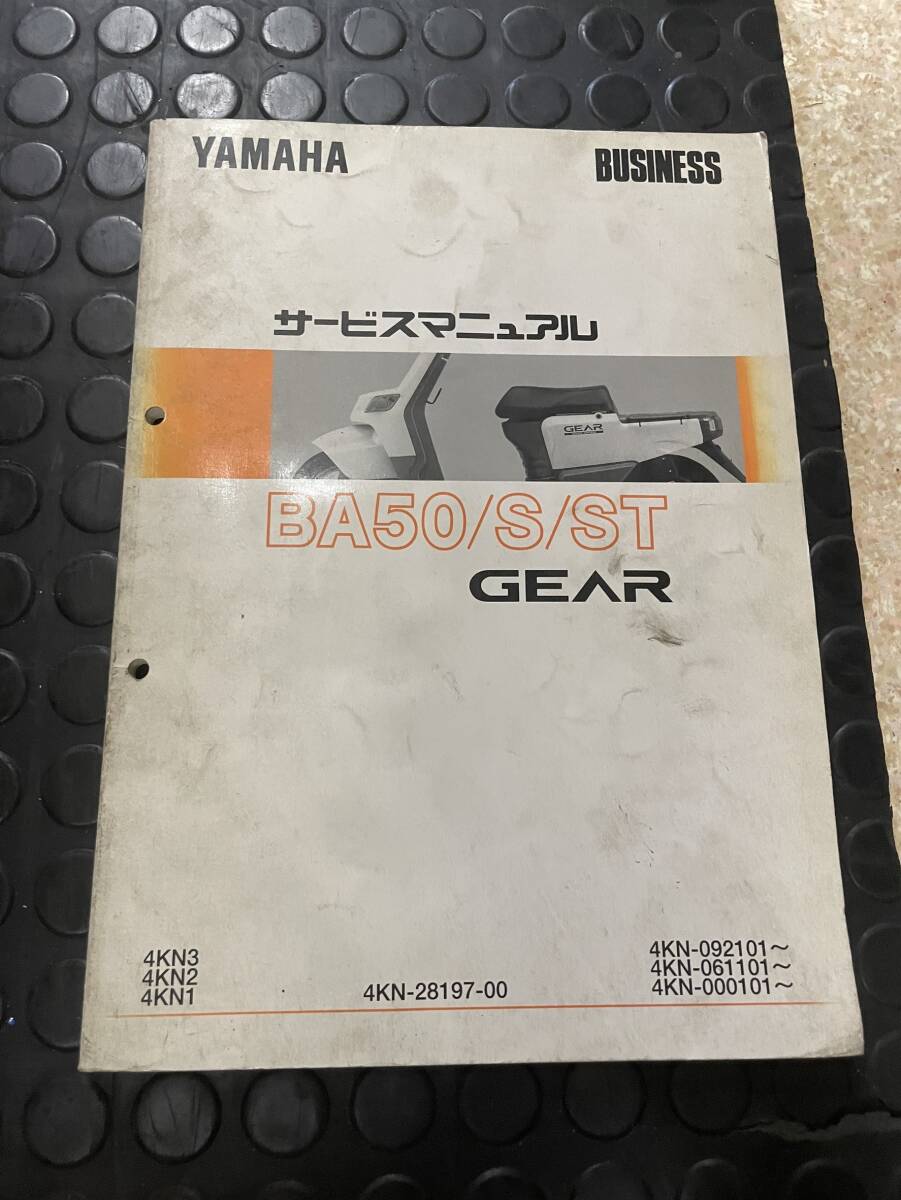 YAMAHA
BUSINESS
サービスマニュアル
GEAR
BA50/S/ST
GEAR
4KN3
4KN2
4KN1
4KN-28197-00
4KN-092101～
4KN-061101～
4KN-000101～